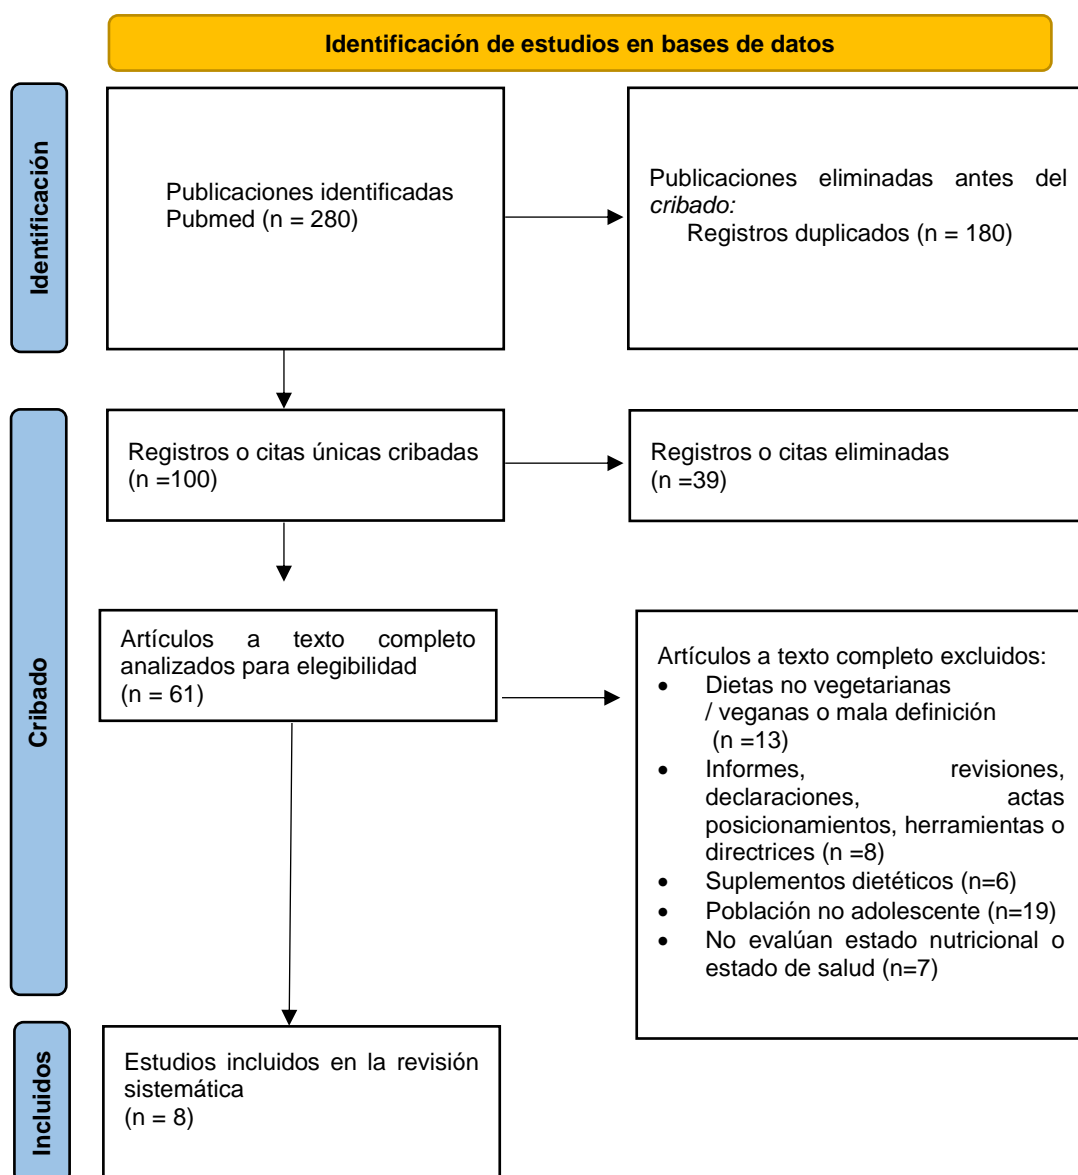 Identificación de estudios en bases de datos
Identificación
Publicaciones identificadas
Pubmed (n = 280)
Publicaciones eliminadas antes del
cribado:
Registros duplicados (n = 180)
Cribado
Registros o citas únicas cribadas
(n =100)
Registros o citas eliminadas
(n =39)
Artículos a texto completo
analizados para elegibilidad
(n = 61)
Artículos a texto completo excluidos:
• Dietas no vegetarianas
/ veganas o mala definición
(n =13)
• Informes, revisiones,
declaraciones, actas
posicionamientos, herramientas o
directrices (n =8)
• Suplementos dietéticos (n=6)
• Población no adolescente (n=19)
• No evalúan estado nutricional o
estado de salud (n=7)
Incluidos
Estudios incluidos en la revisión
sistemática
(n = 8)